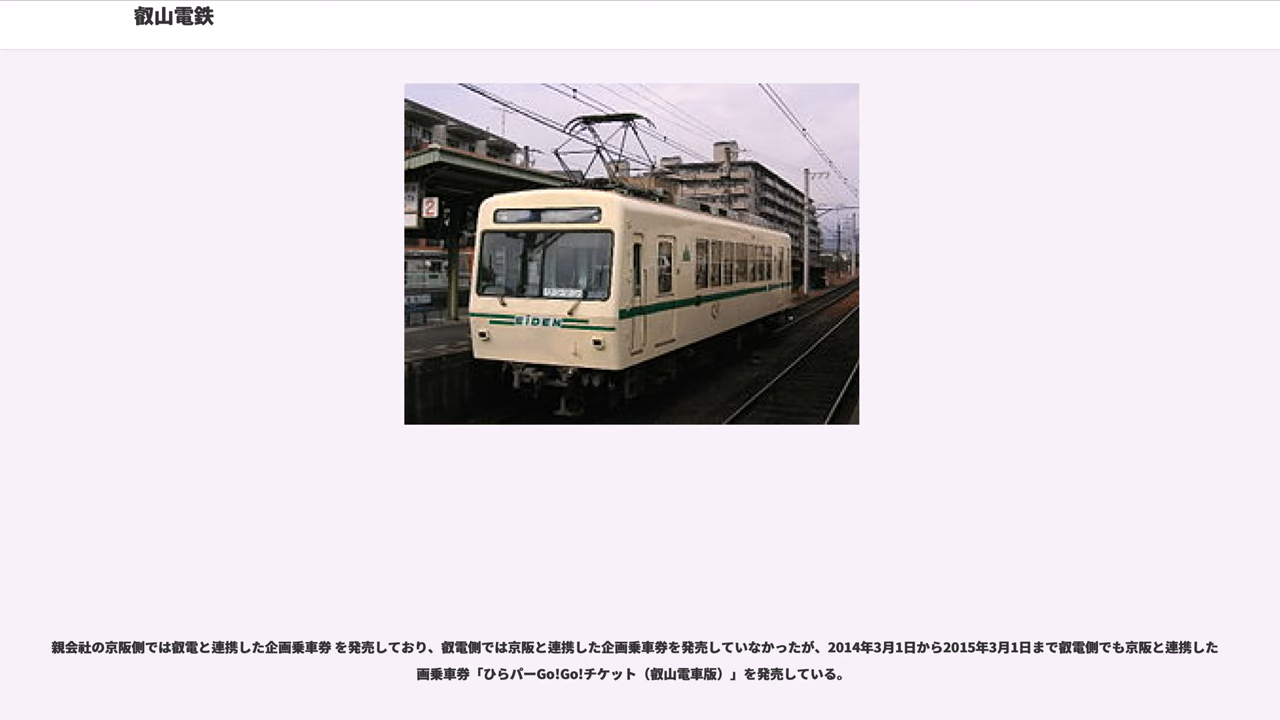 叡山電鉄
2
EIDEN
親会社の京阪側では叡電と連携した企画乗車券 を発売しており、叡電側では京阪と連携した企画乗車券を発売していなかったが、2014年3月1日から2015年3月1日まで叡電側でも京阪と連携した
画乗車券「ひらパーGo!Go!チケット（叡山電車版）」を発売している。